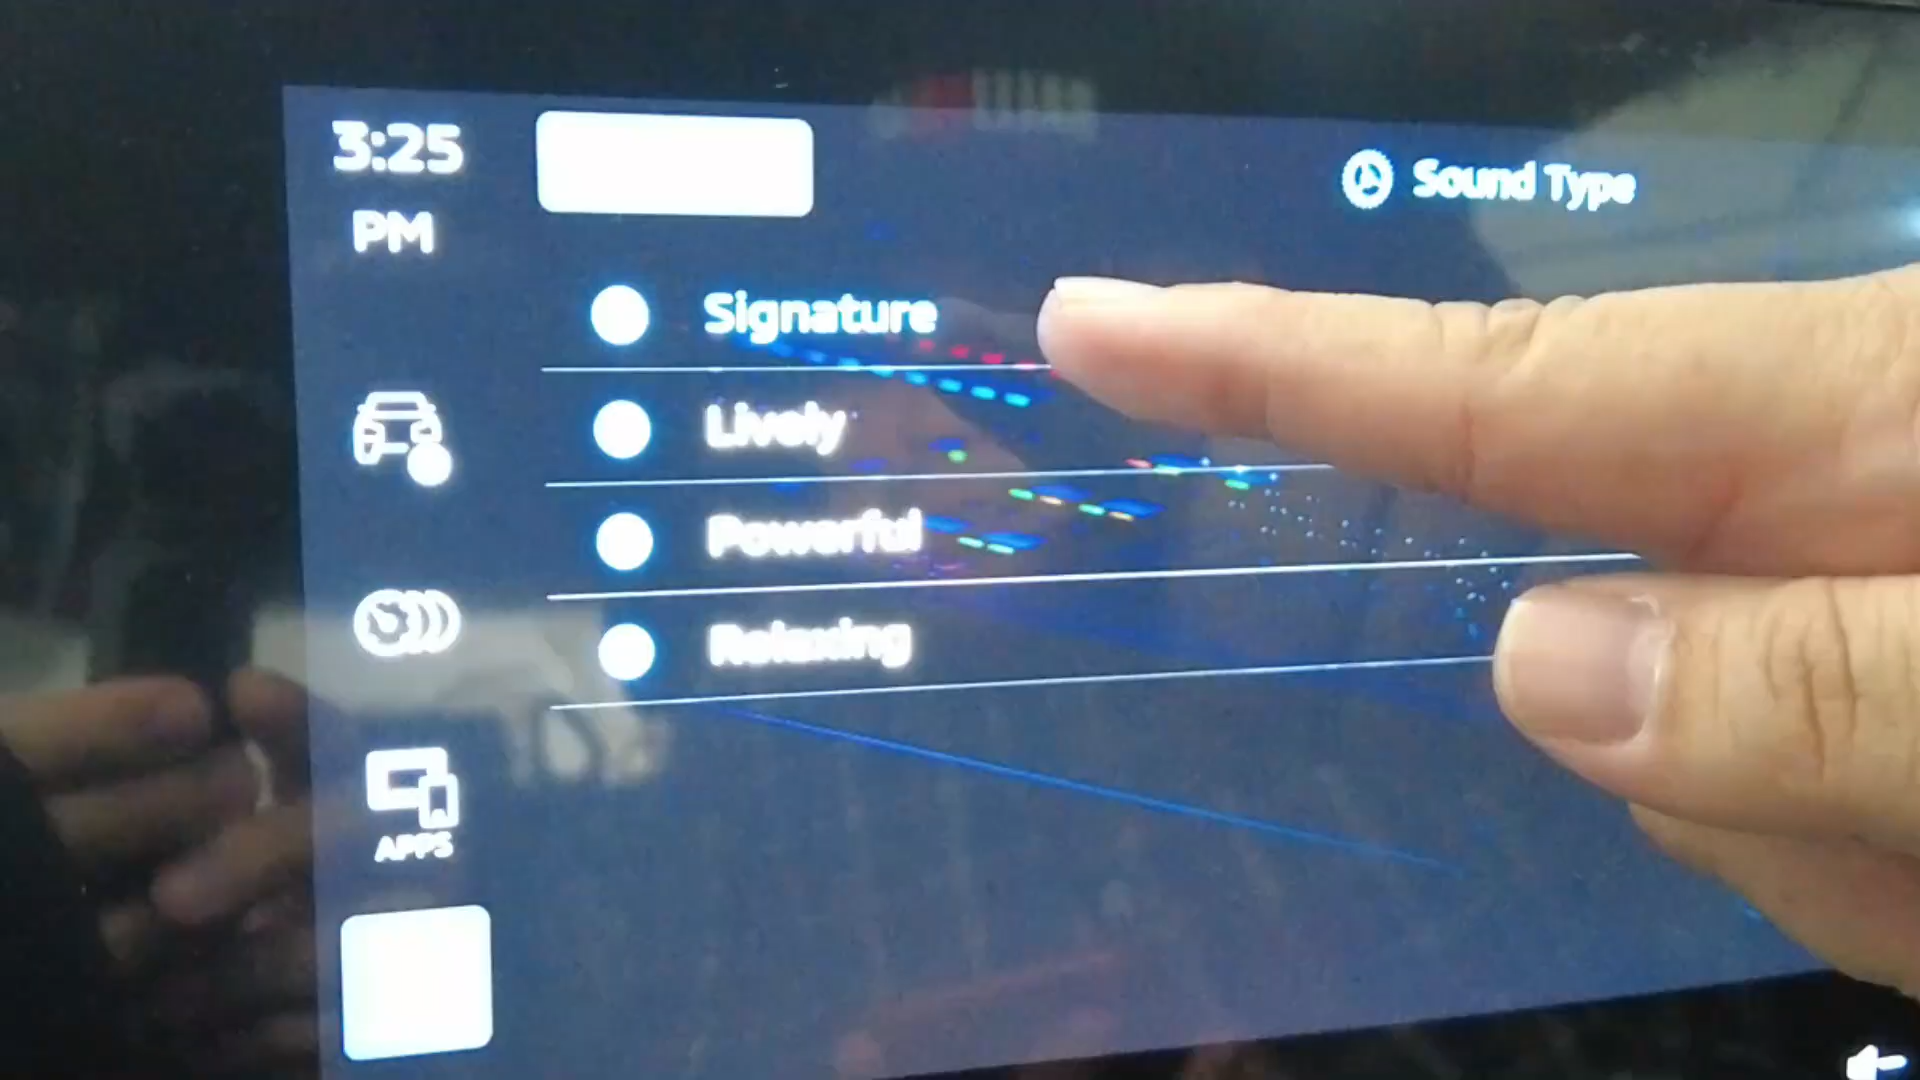 3:25
PM
Sound Type
Signature
Lively
Powerful
Relaxing
APPS